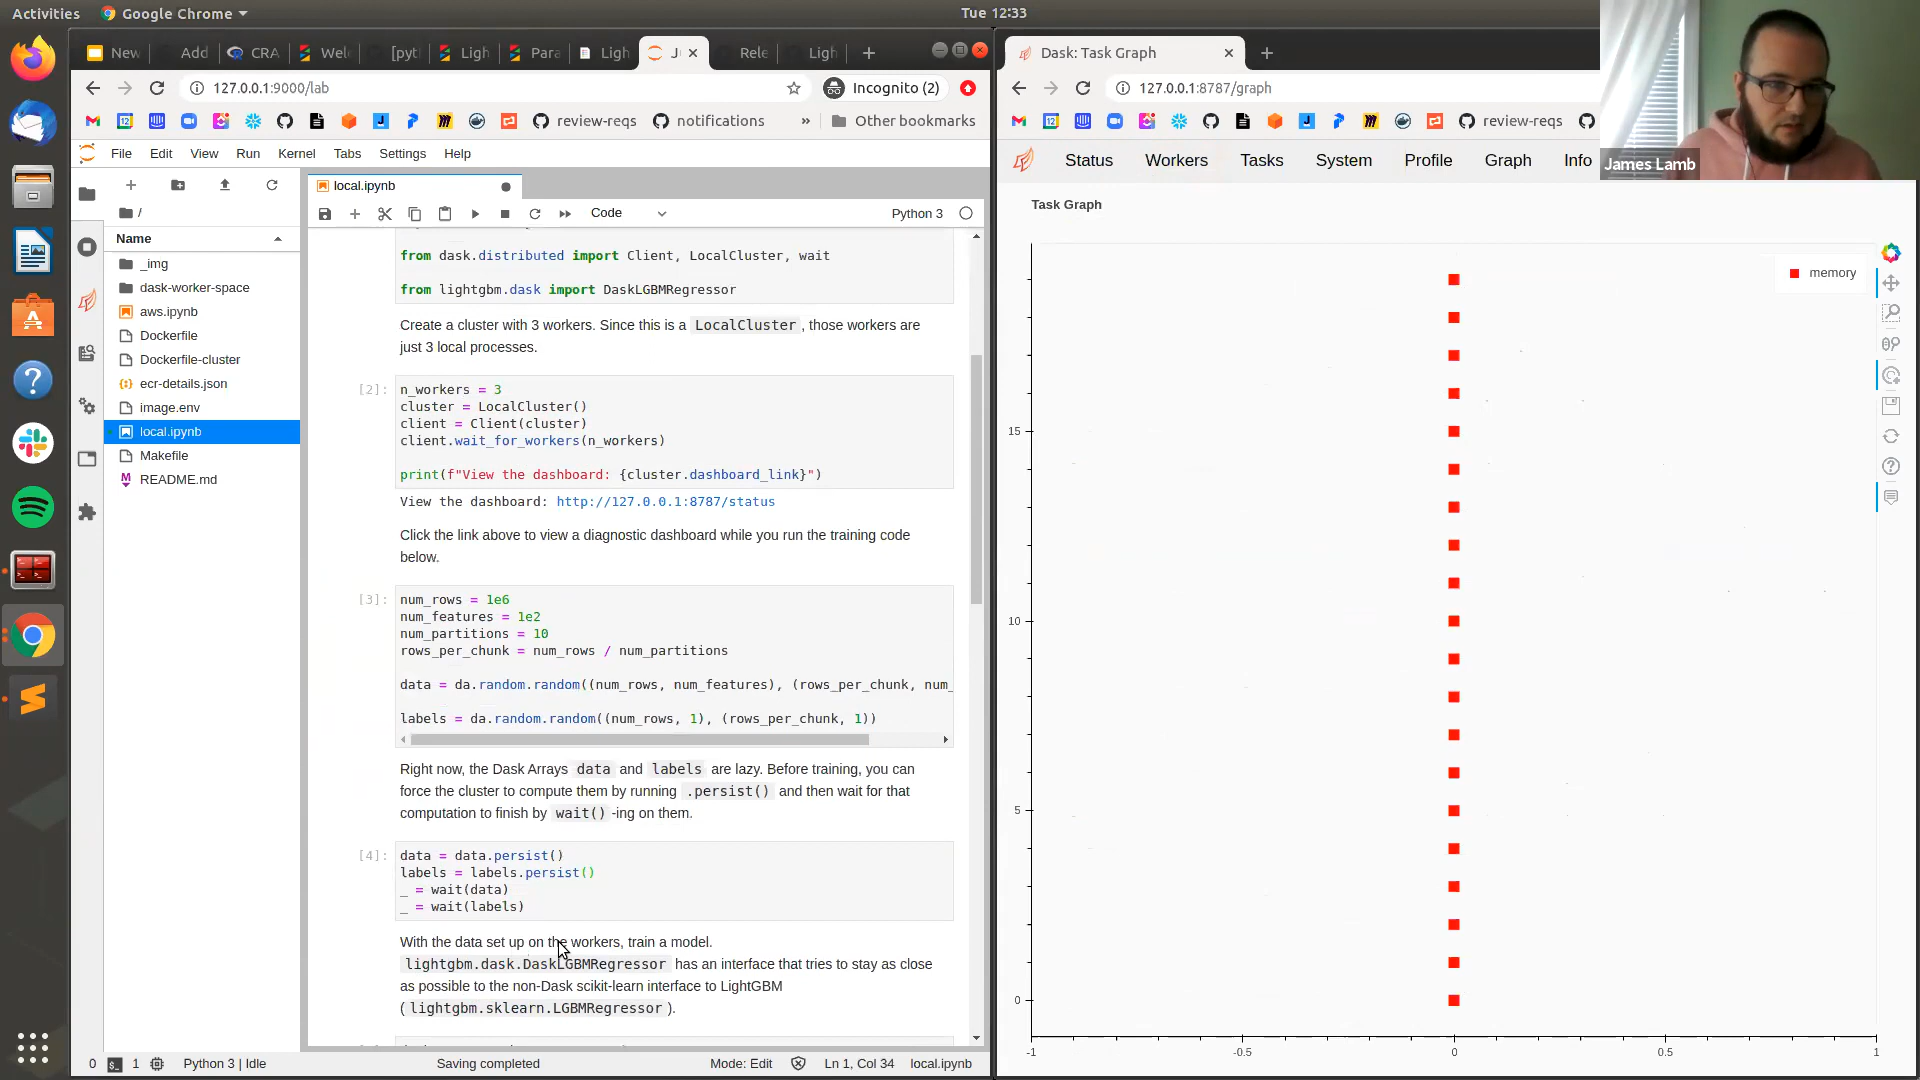 Activities
Google Chrome
Tue 12:33
New
Add
CRA
Wel
[pyt
Ligh
Para
Ligh
J
Rele
Ligh
127.0.0.1:9000/lab
Incognito (2)
review-reqs
notifications
»
Other bookmarks
File
Edit
View
Run
Kernel
Tabs
Settings
Help
/
Name
_img
dask-worker-space
aws.ipynb
Dockerfile
Dockerfile-cluster
ecr-details.json
image.env
local.ipynb
Makefile
README.md
local.ipynb
Code
Python 3
from dask.distributed import Client, LocalCluster, wait
from lightgbm.dask import DaskLGBMRegressor
Create a cluster with 3 workers. Since this is a LocalCluster, those workers are
just 3 local processes.
[2]:
n_workers = 3
cluster = LocalCluster()
client = Client(cluster)
client.wait_for_workers(n_workers)
print(f"View the dashboard: {cluster.dashboard_link}")
View the dashboard: http://127.0.0.1:8787/status
Click the link above to view a diagnostic dashboard while you run the training code
below.
[3]:
num_rows = 1e6
num_features = 1e2
num_partitions = 10
rows_per_chunk = num_rows / num_partitions
data = da.random.random((num_rows, num_features), (rows_per_chunk, num_
labels = da.random.random((num_rows, 1), (rows_per_chunk, 1))
Right now, the Dask Arrays data and labels are lazy. Before training, you can
force the cluster to compute them by running .persist() and then wait for that
computation to finish by wait() -ing on them.
[4]:
data = data.persist()
labels = labels.persist()
_ = wait(data)
_ = wait(labels)
With the data set up on the workers, train a model.
lightgbm.dask.DaskLGBMRegressor has an interface that tries to stay as close
as possible to the non-Dask scikit-learn interface to LightGBM
( lightgbm.sklearn.LGBMRegressor ).
0
1
Python 3 | Idle
Saving completed
Mode: Edit
Ln 1, Col 34
local.ipynb
Dask: Task Graph
127.0.0.1:8787/graph
review-reqs
Status
Workers
Tasks
System
Profile
Graph
Info
James Lamb
Task Graph
memory
15
10
5
0
-1
-0.5
0
0.5
1